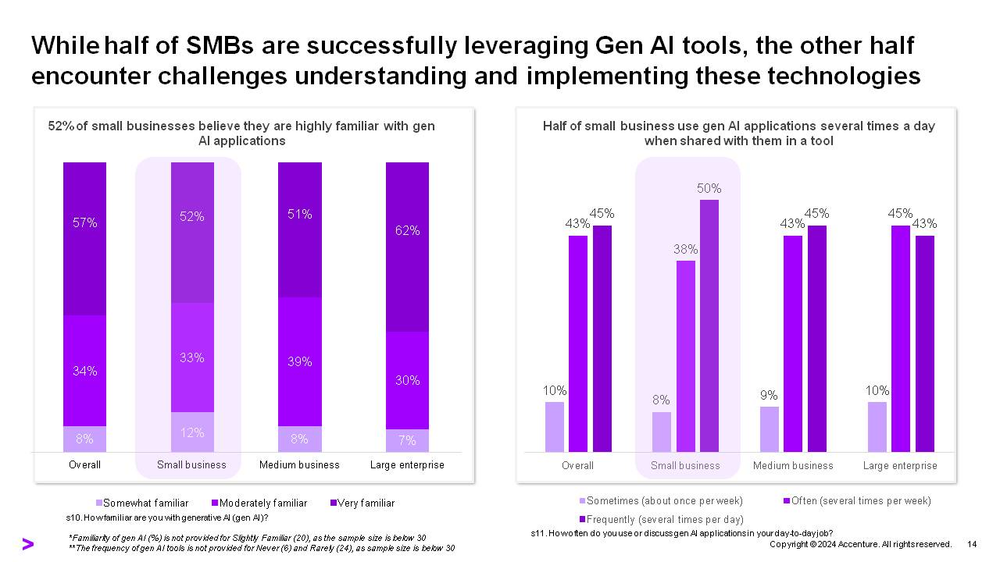 While half of SMBs are successfully leveraging Gen AI tools, the other half
encounter challenges understanding and implementing these technologies
52% of small businesses believe they are highly familiar with gen
AI applications
57%
52%
51%
62%
34%
33%
39%
30%
8%
12%
8%
7%
Overall
Small business
Medium business
Large enterprise
Somewhat familiar
Moderately familiar
Very familiar
s10. How familiar are you with generative AI (gen AI)?
*Familiarity of gen AI (%) is not provided for Slightly Familiar (20), as the sample size is below 30
**The frequency of gen AI tools is not provided for Never (6) and Rarely (24), as sample size is below 30
Half of small business use gen AI applications several times a day
when shared with them in a tool
10%
43%
45%
8%
38%
50%
9%
43%
45%
10%
45%
43%
Overall
Small business
Medium business
Large enterprise
Sometimes (about once per week)
Often (several times per week)
Frequently (several times per day)
s11. How often do you use or discuss gen AI applications in your day-to-day job?
Copyright © 2024 Accenture. All rights reserved.
14